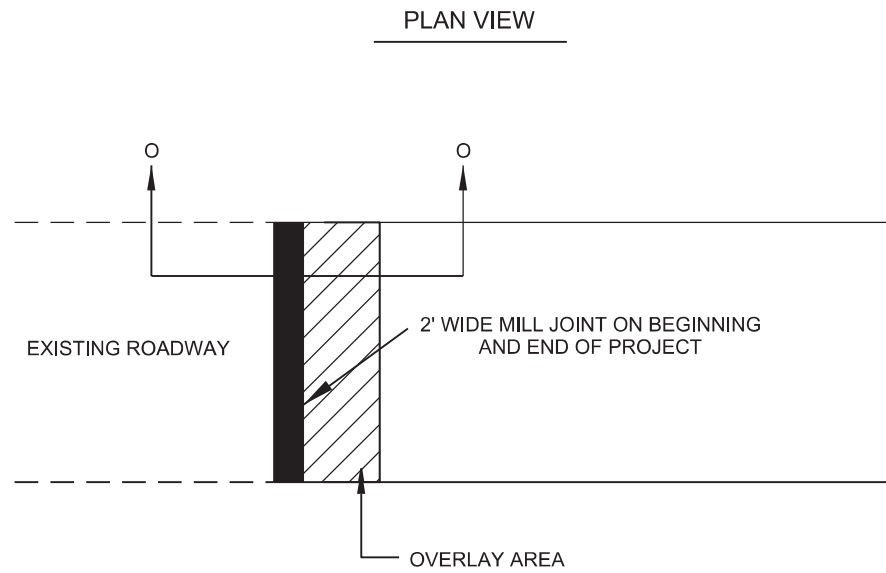 PLAN VIEW
O
O
EXISTING ROADWAY
2' WIDE MILL JOINT ON BEGINNING
AND END OF PROJECT
OVERLAY AREA